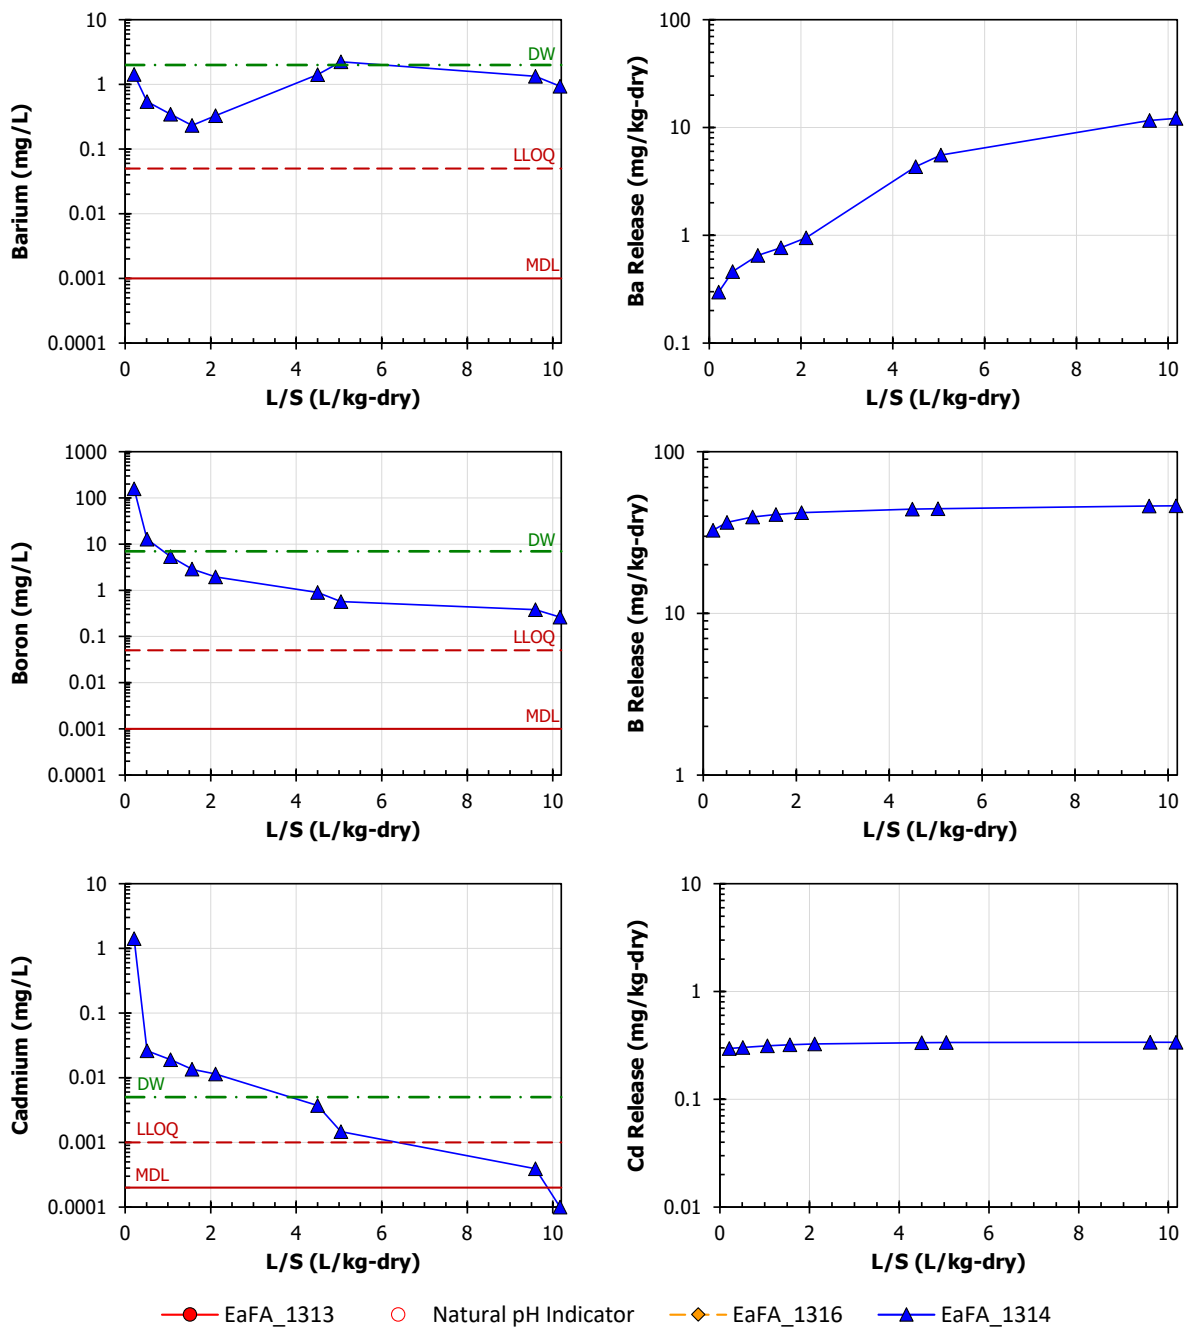 10
1
0.1
0.01
0.001
0.0001
DW
LLOQ
MDL
Barium (mg/L)
0 2 4 6 8 10
L/S (L/kg-dry)
100
10
1
0.1
Ba Release (mg/kg-dry)
0 2 4 6 8 10
L/S (L/kg-dry)
1000
100
10
1
0.1
0.01
0.001
0.0001
DW
LLOQ
MDL
Boron (mg/L)
0 2 4 6 8 10
L/S (L/kg-dry)
100
10
1
B Release (mg/kg-dry)
0 2 4 6 8 10
L/S (L/kg-dry)
10
1
0.1
0.01
0.001
0.0001
DW
LLOQ
MDL
Cadmium (mg/L)
0 2 4 6 8 10
L/S (L/kg-dry)
10
1
0.1
0.01
Cd Release (mg/kg-dry)
0 2 4 6 8 10
L/S (L/kg-dry)
EaFA_1313 Natural pH Indicator EaFA_1316 EaFA_1314